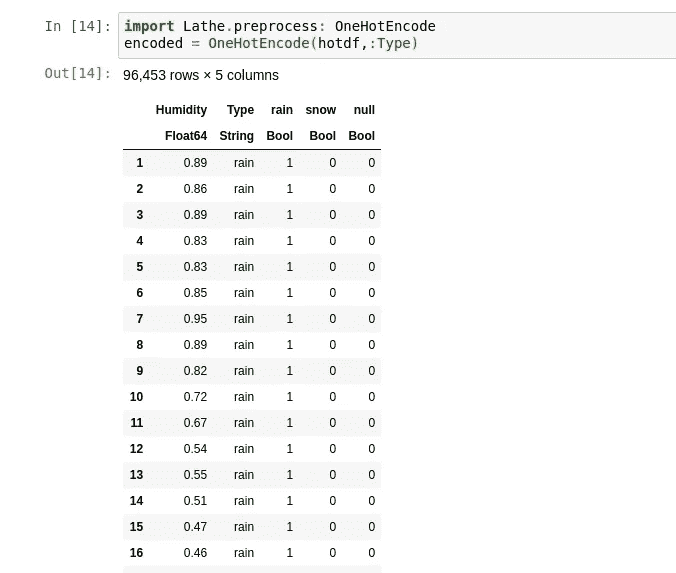 In [14]: import Lathe.preprocess: OneHotEncode
encoded = OneHotEncode(hotdf,:Type)
Out[14]: 96,453 rows × 5 columns
Humidity Type rain snow null
Float64 String Bool Bool Bool
1 0.89 rain 1 0 0
2 0.86 rain 1 0 0
3 0.89 rain 1 0 0
4 0.83 rain 1 0 0
5 0.83 rain 1 0 0
6 0.85 rain 1 0 0
7 0.95 rain 1 0 0
8 0.89 rain 1 0 0
9 0.82 rain 1 0 0
10 0.72 rain 1 0 0
11 0.67 rain 1 0 0
12 0.54 rain 1 0 0
13 0.55 rain 1 0 0
14 0.51 rain 1 0 0
15 0.47 rain 1 0 0
16 0.46 rain 1 0 0